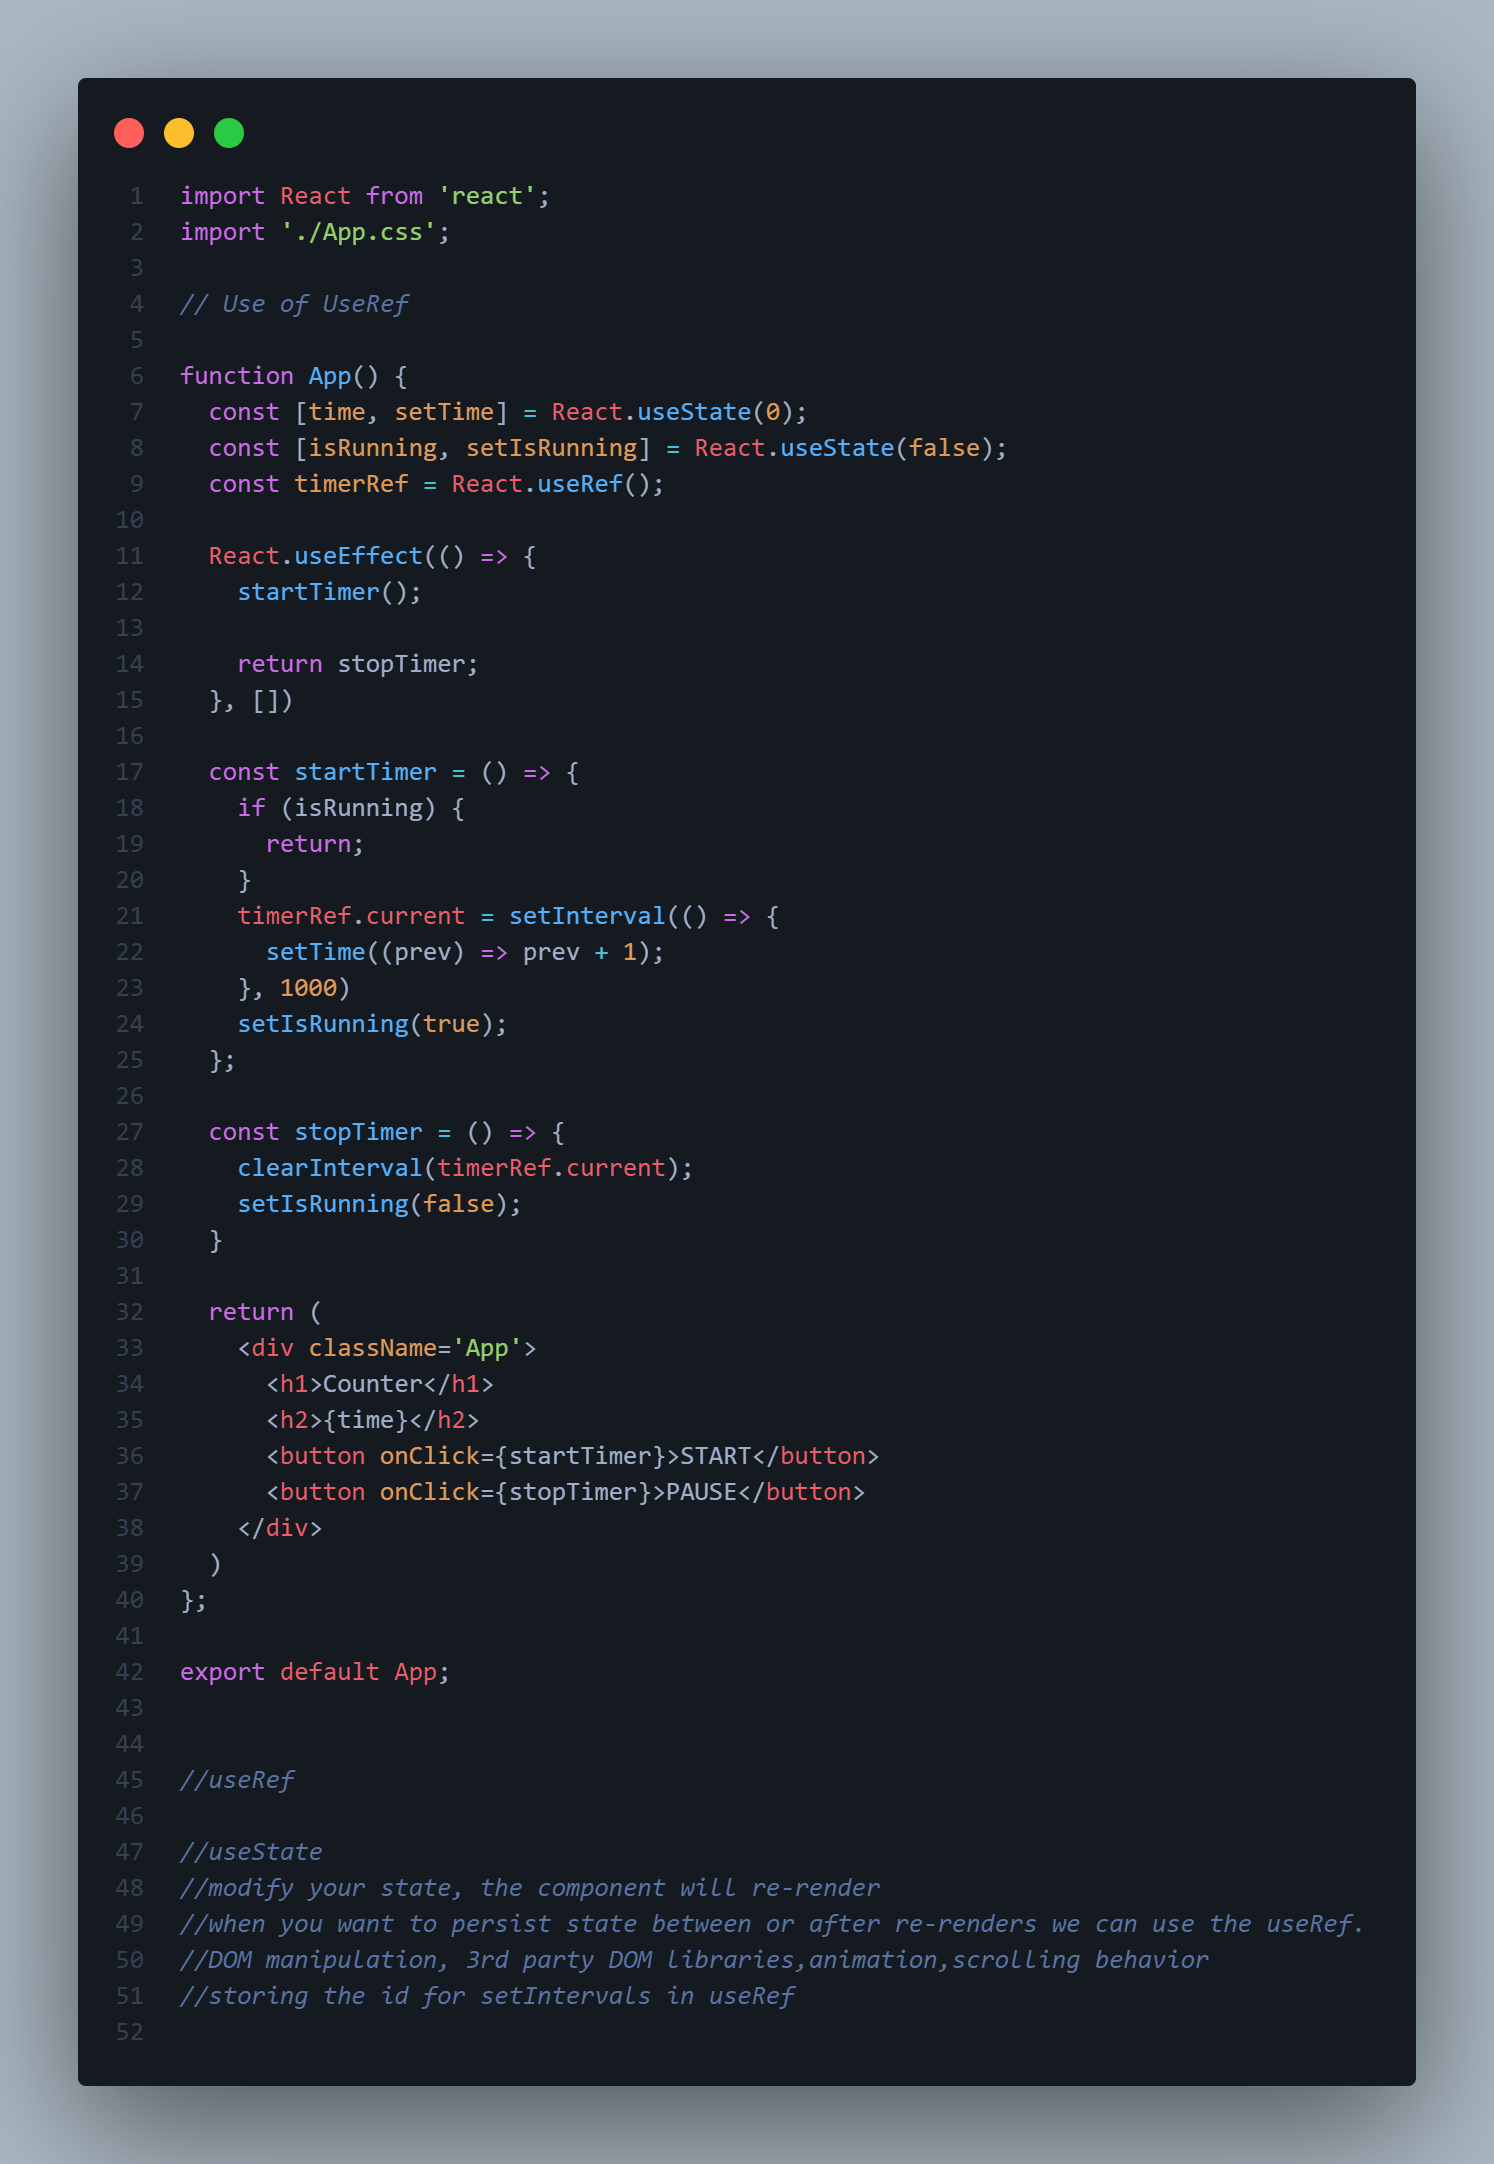 1 import React from 'react';
2 import './App.css';
3
4 // Use of UseRef
5
6 function App() {
7   const [time, setTime] = React.useState(0);
8   const [isRunning, setIsRunning] = React.useState(false);
9   const timerRef = React.useRef();
10
11   React.useEffect(() => {
12     startTimer();
13
14     return stopTimer;
15   }, [])
16
17   const startTimer = () => {
18     if (isRunning) {
19       return;
20     }
21     timerRef.current = setInterval(() => {
22       setTime((prev) => prev + 1);
23     }, 1000)
24     setIsRunning(true);
25   };
26
27   const stopTimer = () => {
28     clearInterval(timerRef.current);
29     setIsRunning(false);
30   }
31
32   return (
33     <div className='App'>
34       <h1>Counter</h1>
35       <h2>{time}</h2>
36       <button onClick={startTimer}>START</button>
37       <button onClick={stopTimer}>PAUSE</button>
38     </div>
39   )
40 };
41
42 export default App;
43
44
45 //useRef
46
47 //useState
48 //modify your state, the component will re-render
49 //when you want to persist state between or after re-renders we can use the useRef.
50 //DOM manipulation, 3rd party DOM libraries,animation,scrolling behavior
51 //storing the id for setIntervals in useRef
52